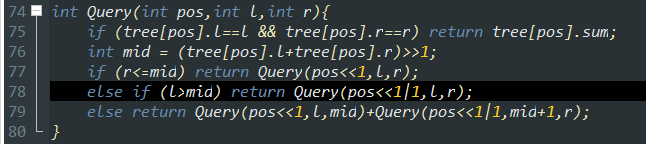 74 int Query(int pos,int l,int r){
75 if (tree[pos].l==l && tree[pos].r==r) return tree[pos].sum;
76 int mid = (tree[pos].l+tree[pos].r)>>1;
77 if (r<=mid) return Query(pos<<1,l,r);
78 else if (l>mid) return Query(pos<<1|1,l,r);
79 else return Query(pos<<1,l,mid)+Query(pos<<1|1,mid+1,r);
80 }